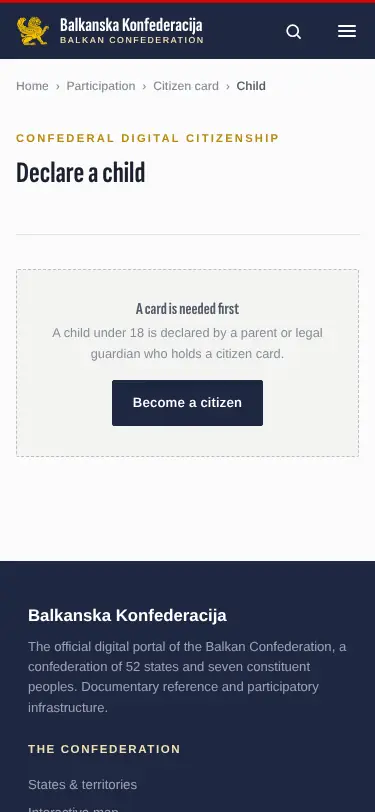 Balkanska Konfederacija
BALKAN CONFEDERATION
Home › Participation › Citizen card › Child
CONFEDERAL DIGITAL CITIZENSHIP
Declare a child
A card is needed first
A child under 18 is declared by a parent or legal
guardian who holds a citizen card.
Become a citizen
Balkanska Konfederacija
The official digital portal of the Balkan Confederation, a
confederation of 52 states and seven constituent
peoples. Documentary reference and participatory
infrastructure.
THE CONFEDERATION
States & territories
Interactive map